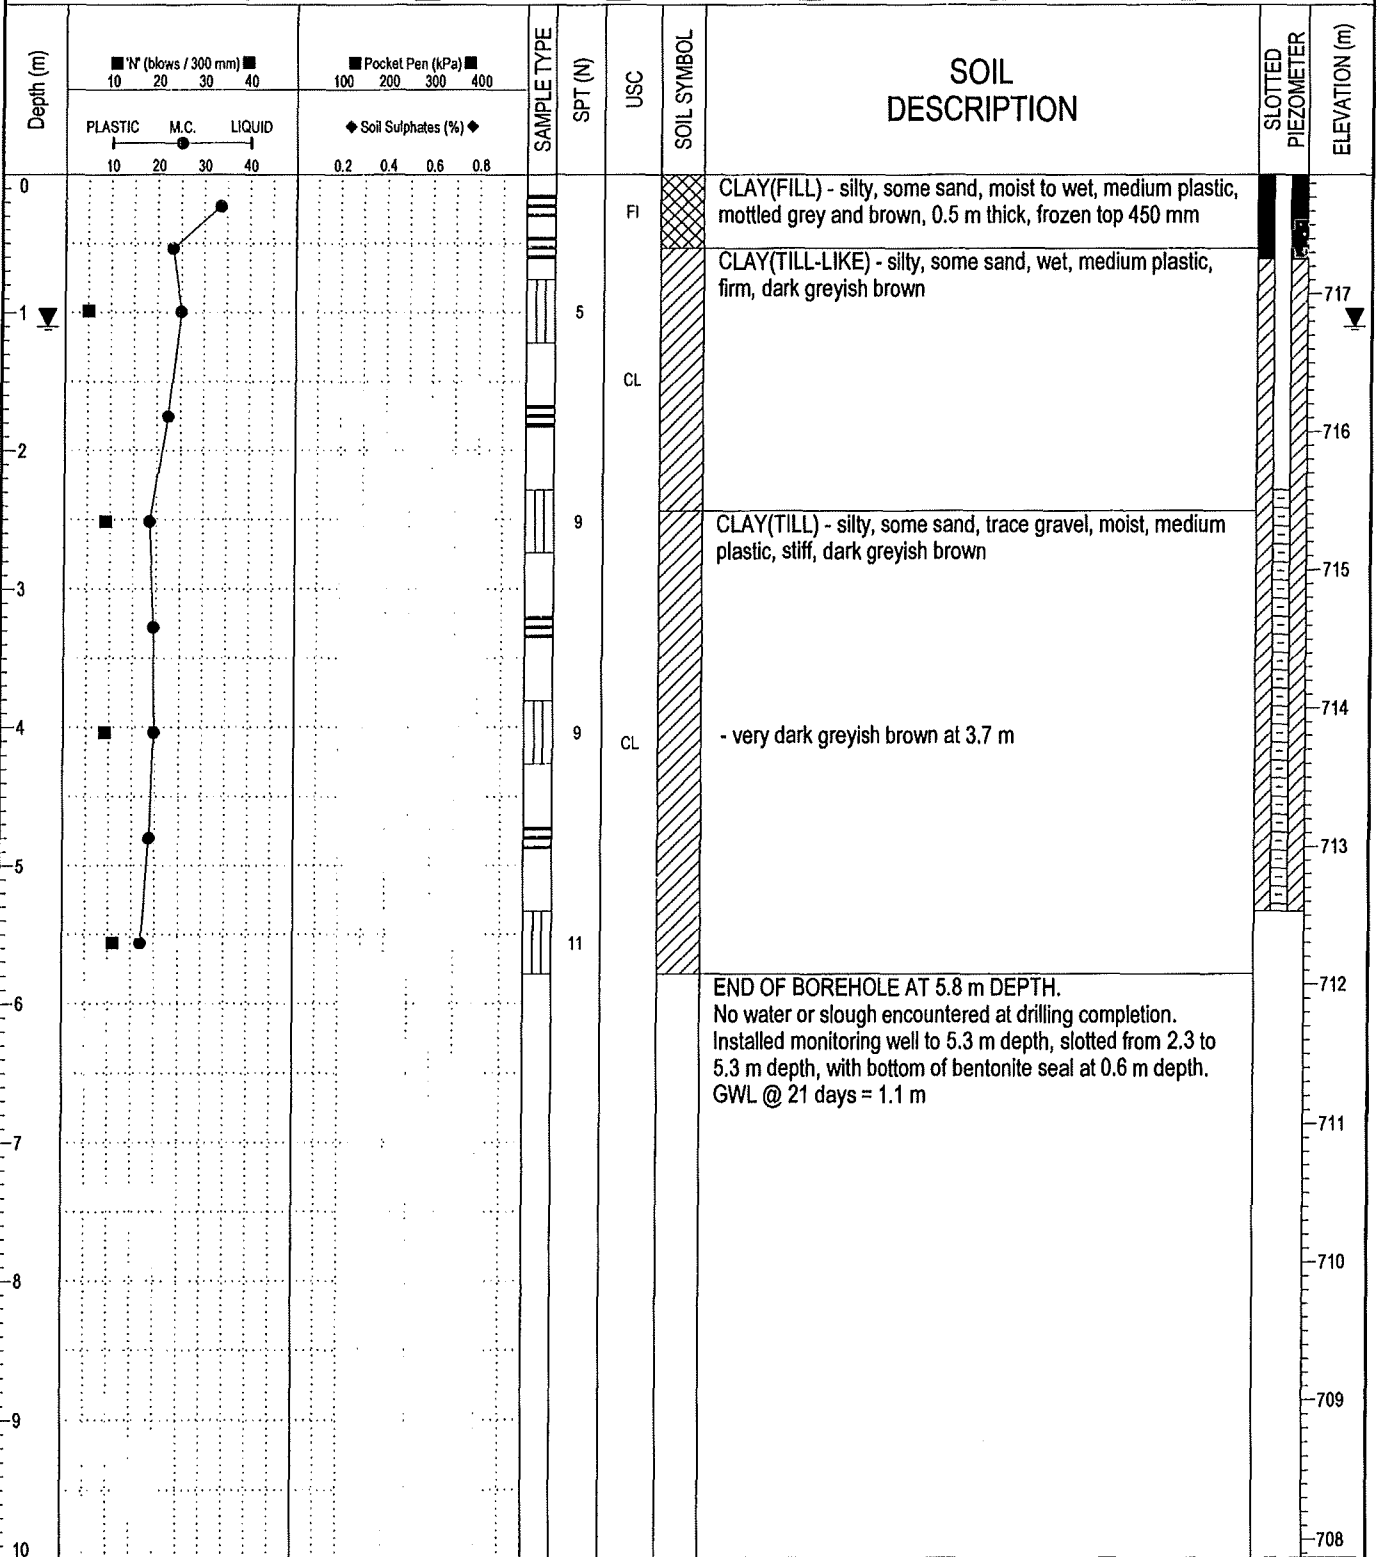 Depth (m)
■ 'N' (blows / 300 mm) ■
10 20 30 40
PLASTIC M.C. LIQUID
10 20 30 40
■ Pocket Pen (kPa) ■
100 200 300 400
◆ Soil Sulphates (%) ◆
0.2 0.4 0.6 0.8
SAMPLE TYPE
SPT (N)
USC
SOIL SYMBOL
SOIL
DESCRIPTION
SLOTTED
PIEZOMETER
ELEVATION (m)
0
1
2
3
4
5
6
7
8
9
10
5
9
9
11
FI
CL
CL
CLAY(FILL) - silty, some sand, moist to wet, medium plastic,
mottled grey and brown, 0.5 m thick, frozen top 450 mm
CLAY(TILL-LIKE) - silty, some sand, wet, medium plastic,
firm, dark greyish brown
CLAY(TILL) - silty, some sand, trace gravel, moist, medium
plastic, stiff, dark greyish brown
- very dark greyish brown at 3.7 m
END OF BOREHOLE AT 5.8 m DEPTH.
No water or slough encountered at drilling completion.
Installed monitoring well to 5.3 m depth, slotted from 2.3 to
5.3 m depth, with bottom of bentonite seal at 0.6 m depth.
GWL @ 21 days = 1.1 m
717
716
715
714
713
712
711
710
709
708